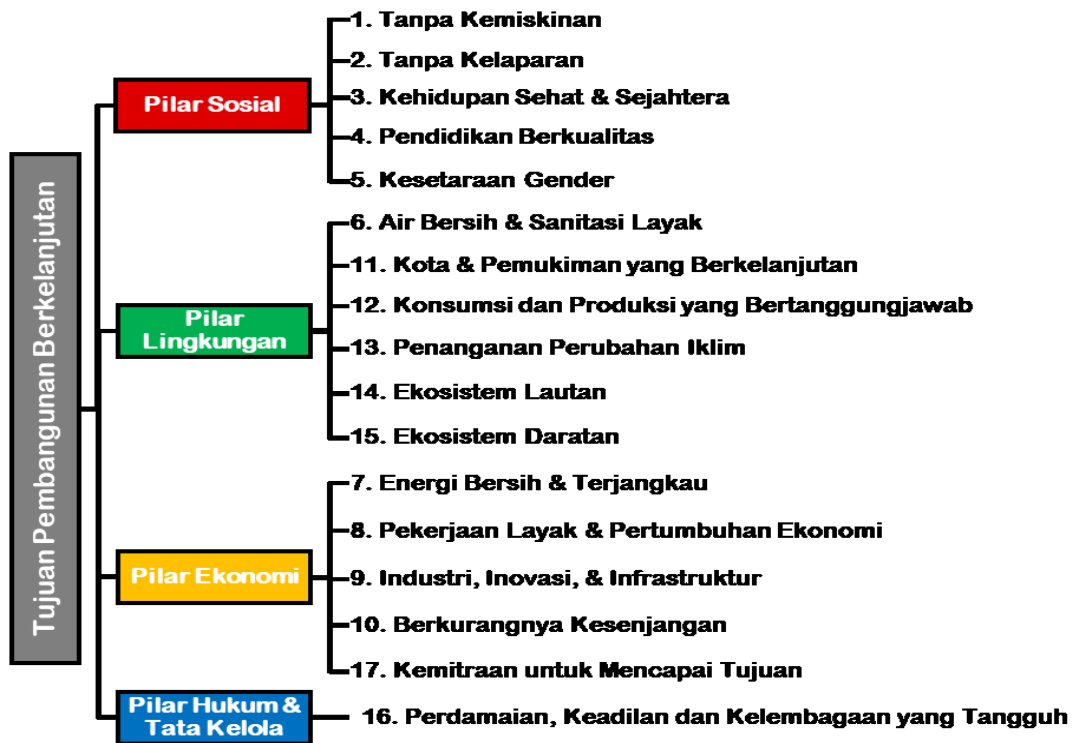 Tujuan Pembangunan Berkelanjutan
Pilar Sosial
1. Tanpa Kemiskinan
2. Tanpa Kelaparan
3. Kehidupan Sehat & Sejahtera
4. Pendidikan Berkualitas
5. Kesetaraan Gender
Pilar
Lingkungan
6. Air Bersih & Sanitasi Layak
11. Kota & Pemukiman yang Berkelanjutan
12. Konsumsi dan Produksi yang Bertanggungjawab
13. Penanganan Perubahan Iklim
14. Ekosistem Lautan
15. Ekosistem Daratan
Pilar Ekonomi
7. Energi Bersih & Terjangkau
8. Pekerjaan Layak & Pertumbuhan Ekonomi
9. Industri, Inovasi, & Infrastruktur
10. Berkurangnya Kesenjangan
17. Kemitraan untuk Mencapai Tujuan
Pilar Hukum &
Tata Kelola
16. Perdamaian, Keadilan dan Kelembagaan yang Tangguh